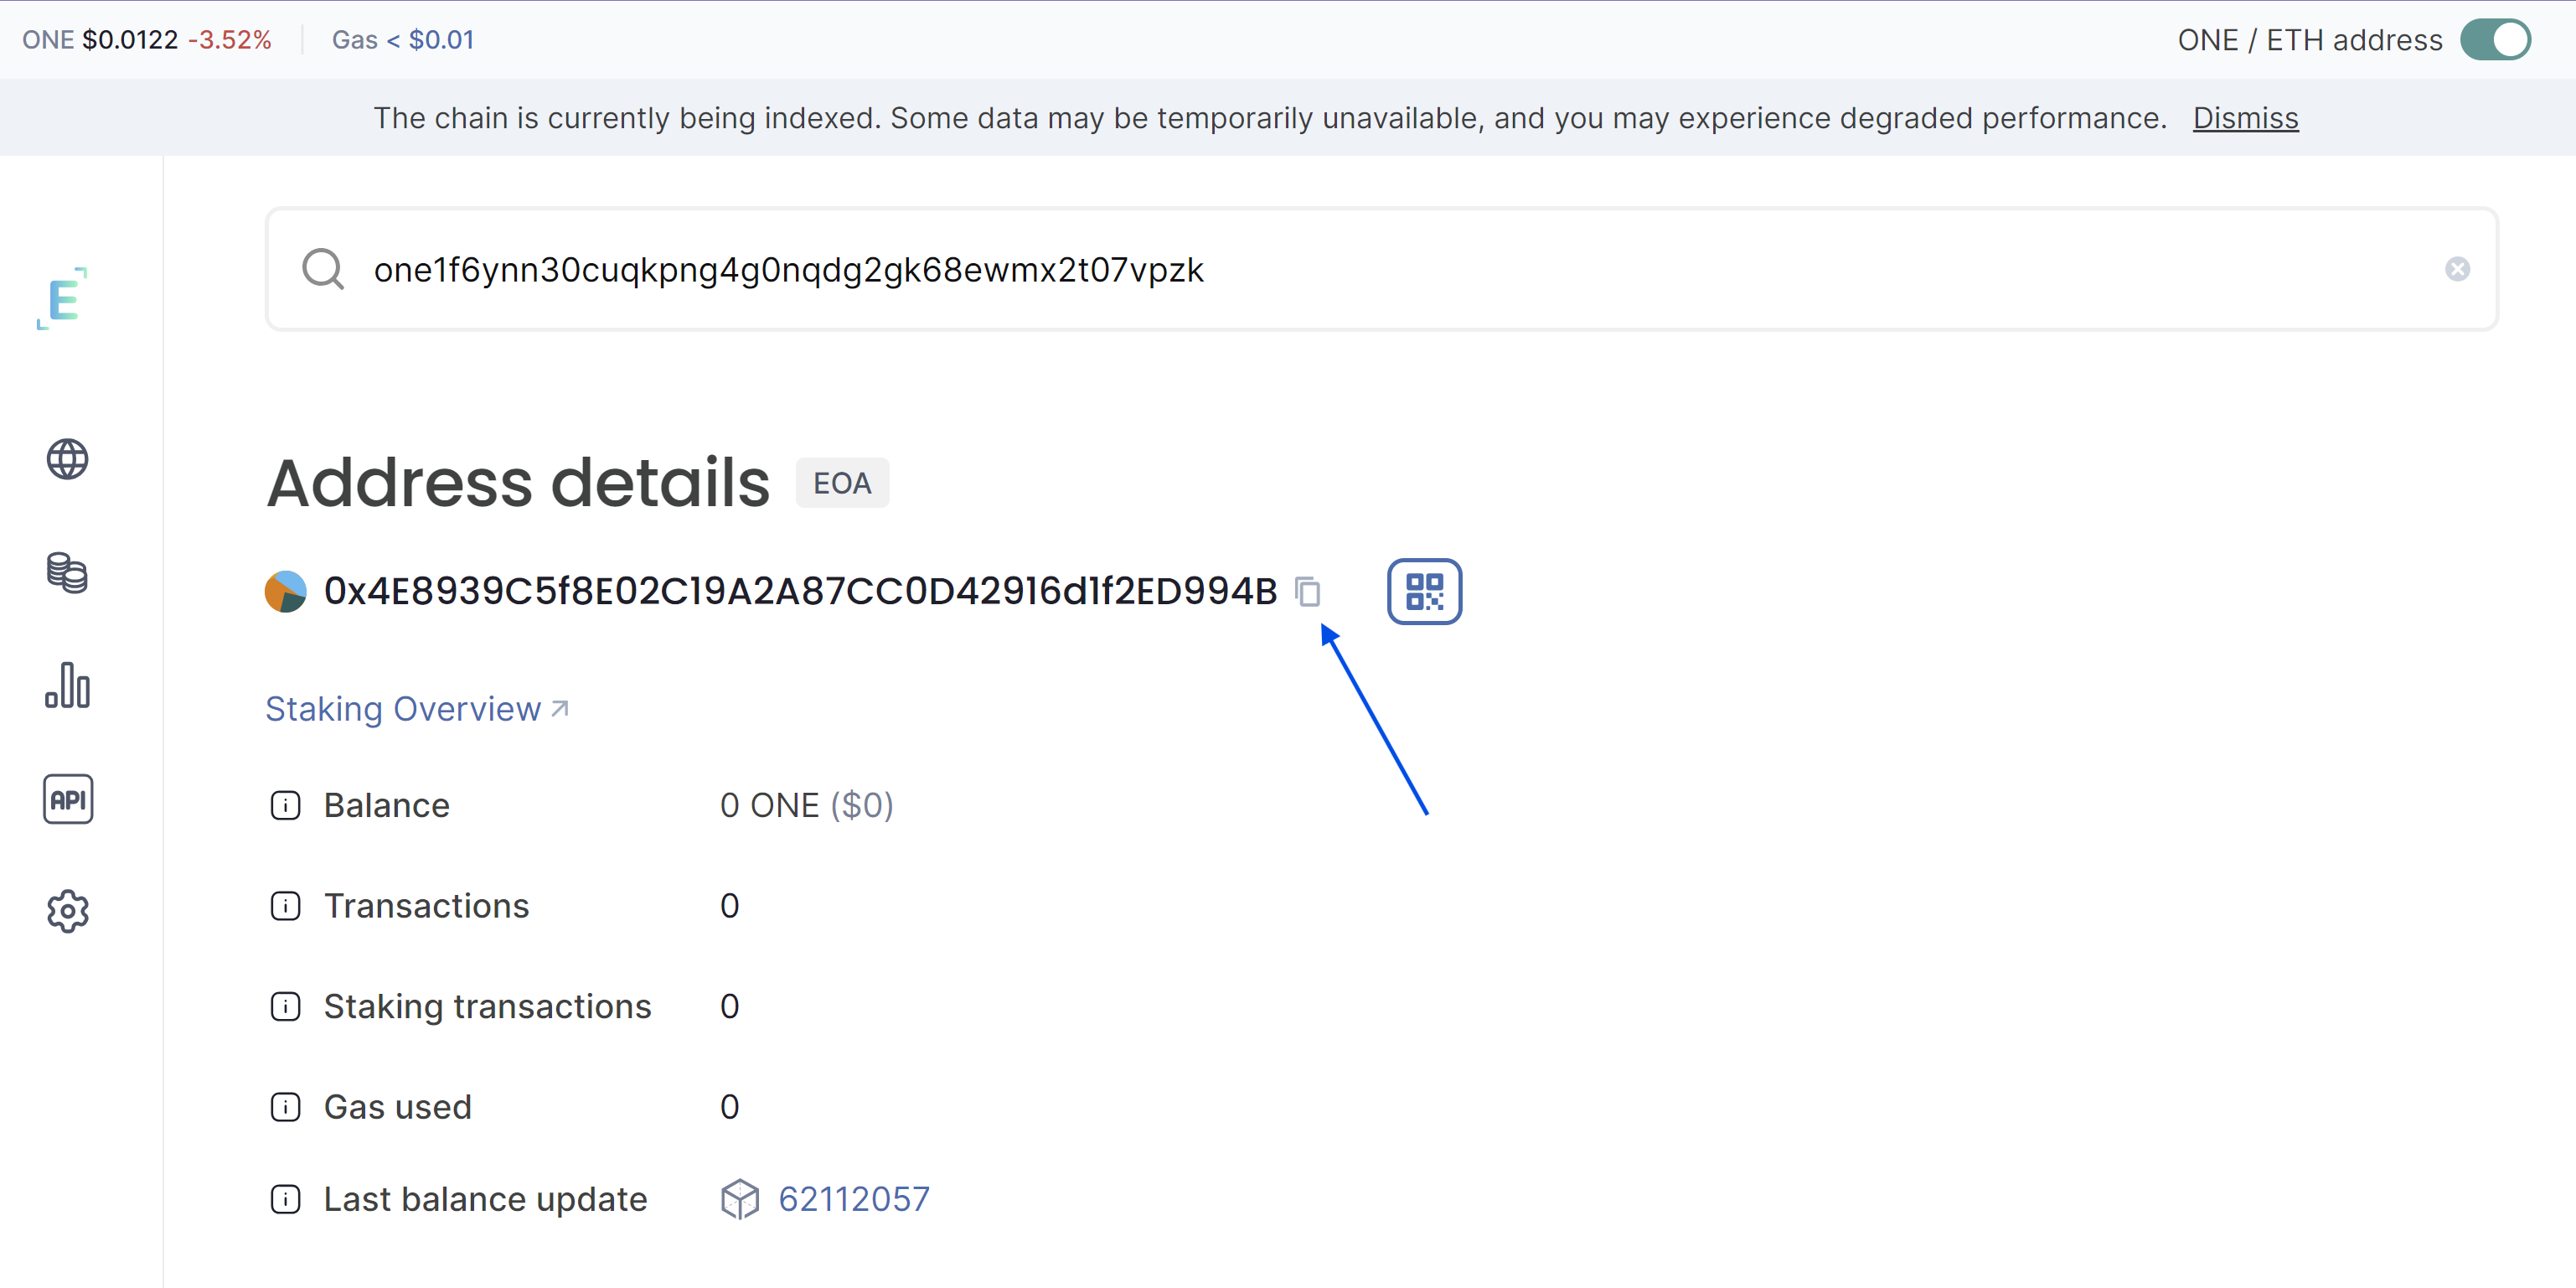 ONE $0.0122 -3.52% Gas < $0.01 ONE / ETH address
The chain is currently being indexed. Some data may be temporarily unavailable, and you may experience degraded performance. Dismiss
one1f6ynn30cuqkpng4g0nqdg2gk68ewmx2t07vpzk
E
Address details EOA
0x4E8939C5f8E02C19A2A87CC0D42916d1f2ED994B
Staking Overview
Balance 0 ONE ($0)
API
Transactions 0
Staking transactions 0
Gas used 0
Last balance update 62112057